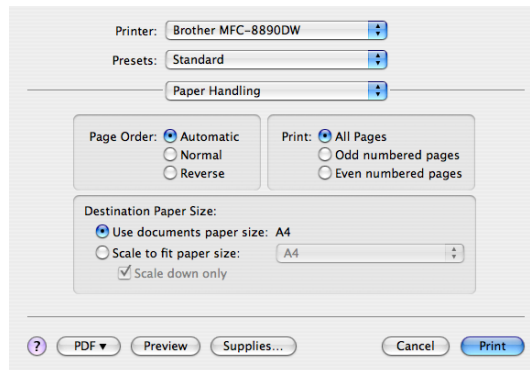 Printer: Brother MFC-8890DW
Presets: Standard
Paper Handling
Page Order: Automatic
Normal
Reverse
Print: All Pages
Odd numbered pages
Even numbered pages
Destination Paper Size:
Use documents paper size: A4
Scale to fit paper size: A4
Scale down only
? PDF▼ Preview Supplies... Cancel Print